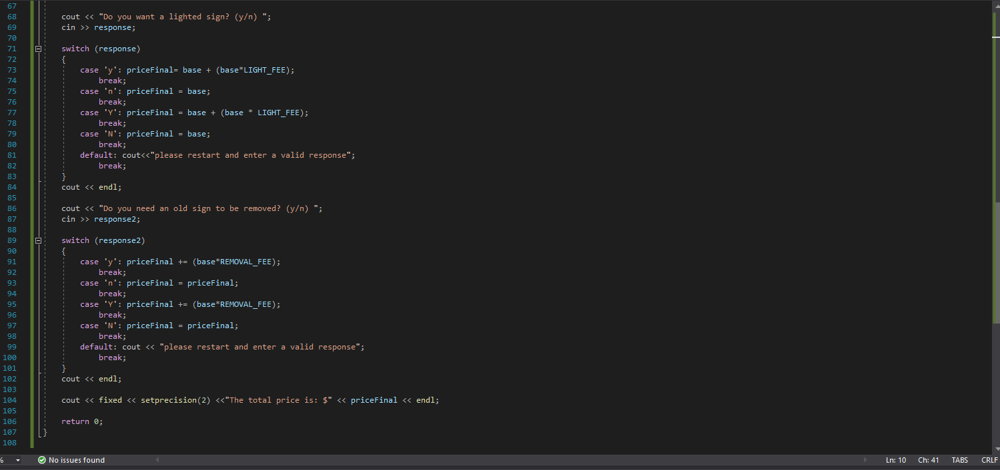 67
68 cout << "Do you want a lighted sign? (y/n) ";
69 cin >> response;
70
71 switch (response)
72 {
73 case 'y': priceFinal= base + (base*LIGHT_FEE);
74 break;
75 case 'n': priceFinal = base;
76 break;
77 case 'Y': priceFinal = base + (base * LIGHT_FEE);
78 break;
79 case 'N': priceFinal = base;
80 break;
81 default: cout<<"please restart and enter a valid response";
82 break;
83 }
84 cout << endl;
85
86 cout << "Do you need an old sign to be removed? (y/n) ";
87 cin >> response2;
88
89 switch (response2)
90 {
91 case 'y': priceFinal += (base*REMOVAL_FEE);
92 break;
93 case 'n': priceFinal = priceFinal;
94 break;
95 case 'Y': priceFinal += (base*REMOVAL_FEE);
96 break;
97 case 'N': priceFinal = priceFinal;
98 break;
99 default: cout << "please restart and enter a valid response";
100 break;
101 }
102 cout << endl;
103
104 cout << fixed << setprecision(2) <<"The total price is: $" << priceFinal << endl;
105
106 return 0;
107 }
108
% No issues found Ln: 10 Ch: 41 TABS CRLF